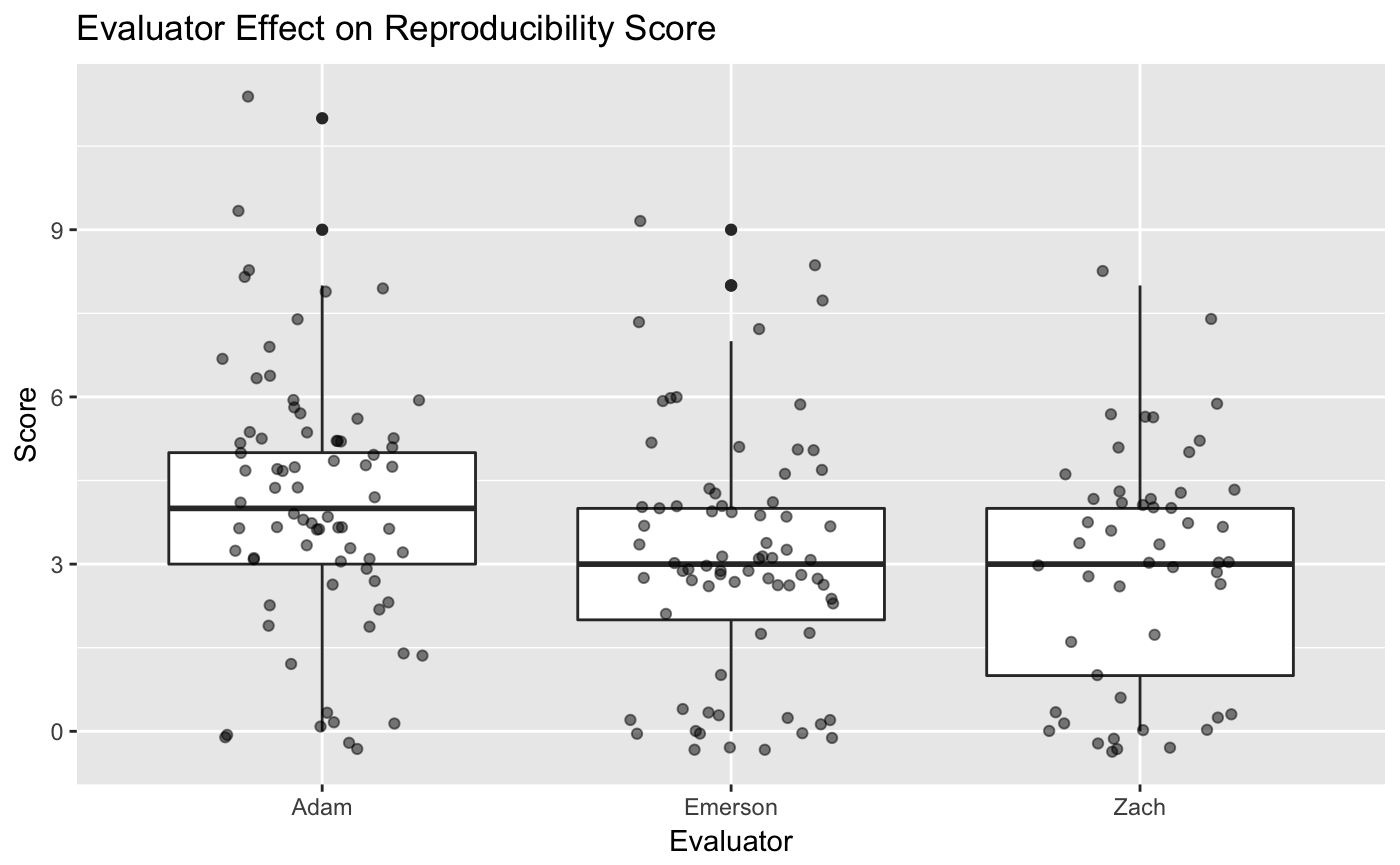 Evaluator Effect on Reproducibility Score
Score
9
6
3
0
Adam Emerson Zach
Evaluator